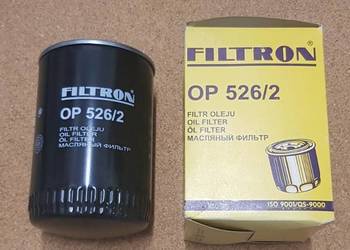 FILTRON
OP 526/2
FILTR OLEJU
OIL FILTER
ÖL FILTER
МАСЛЯНЫЙ ФИЛЬТР
FILTRON
OP 526/2
FILTR OLEJU
OIL FILTER
ÖL FILTER
МАСЛЯНЫЙ ФИЛЬТР
ISO 9001/QS-9000